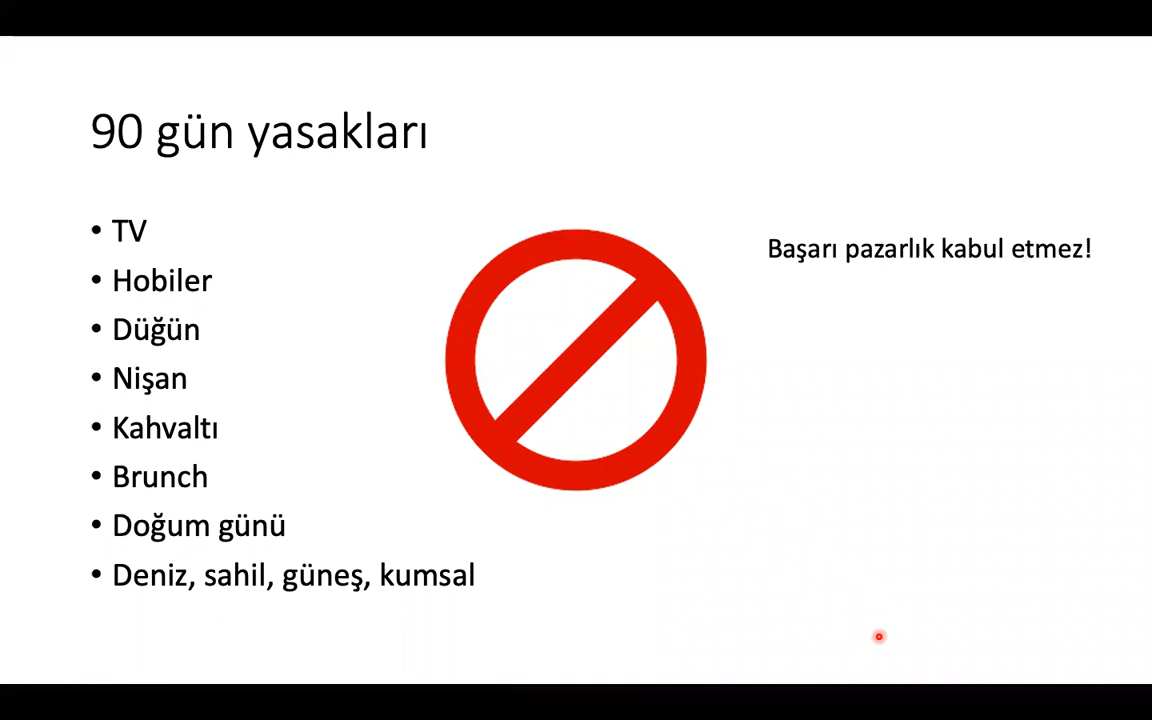 90 gün yasakları
• TV
• Hobiler
• Düğün
• Nişan
• Kahvaltı
• Brunch
• Doğum günü
• Deniz, sahil, güneş, kumsal
Başarı pazarlık kabul etmez!